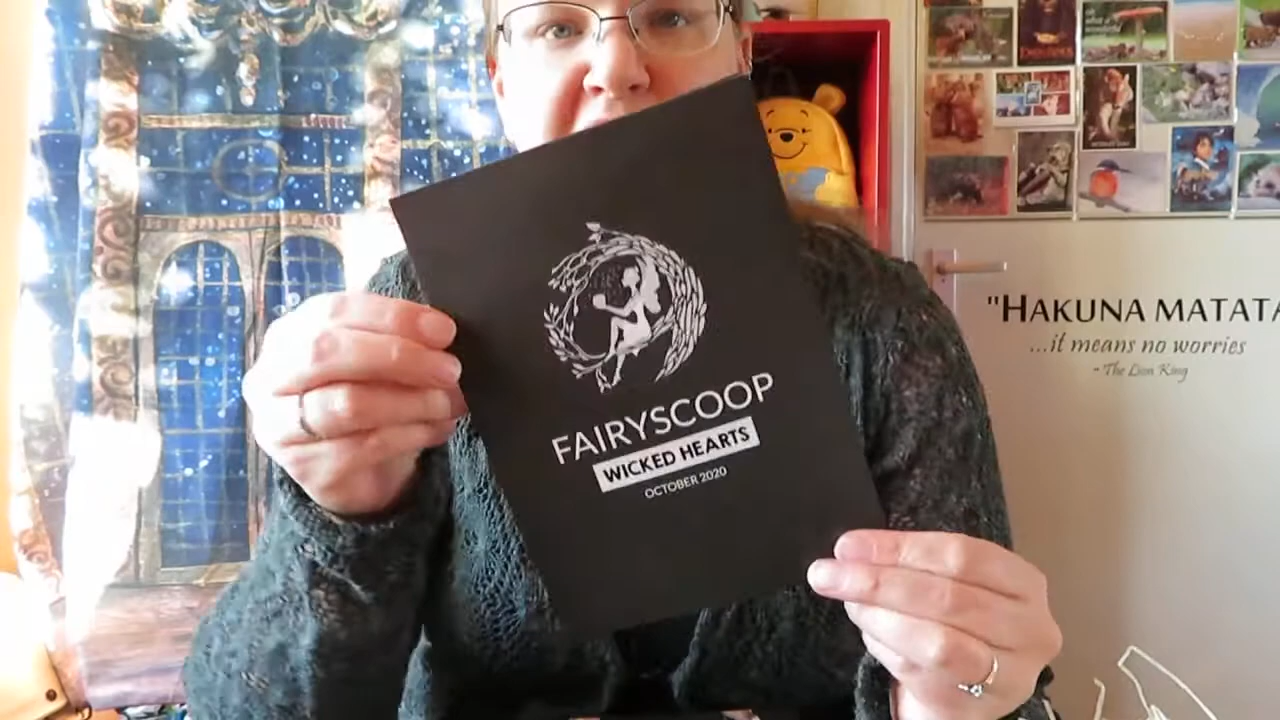 FAIRYSCOOP
WICKED HEARTS
OCTOBER 2020
"HAKUNA MATATA
...it means no worries
- The Lion King